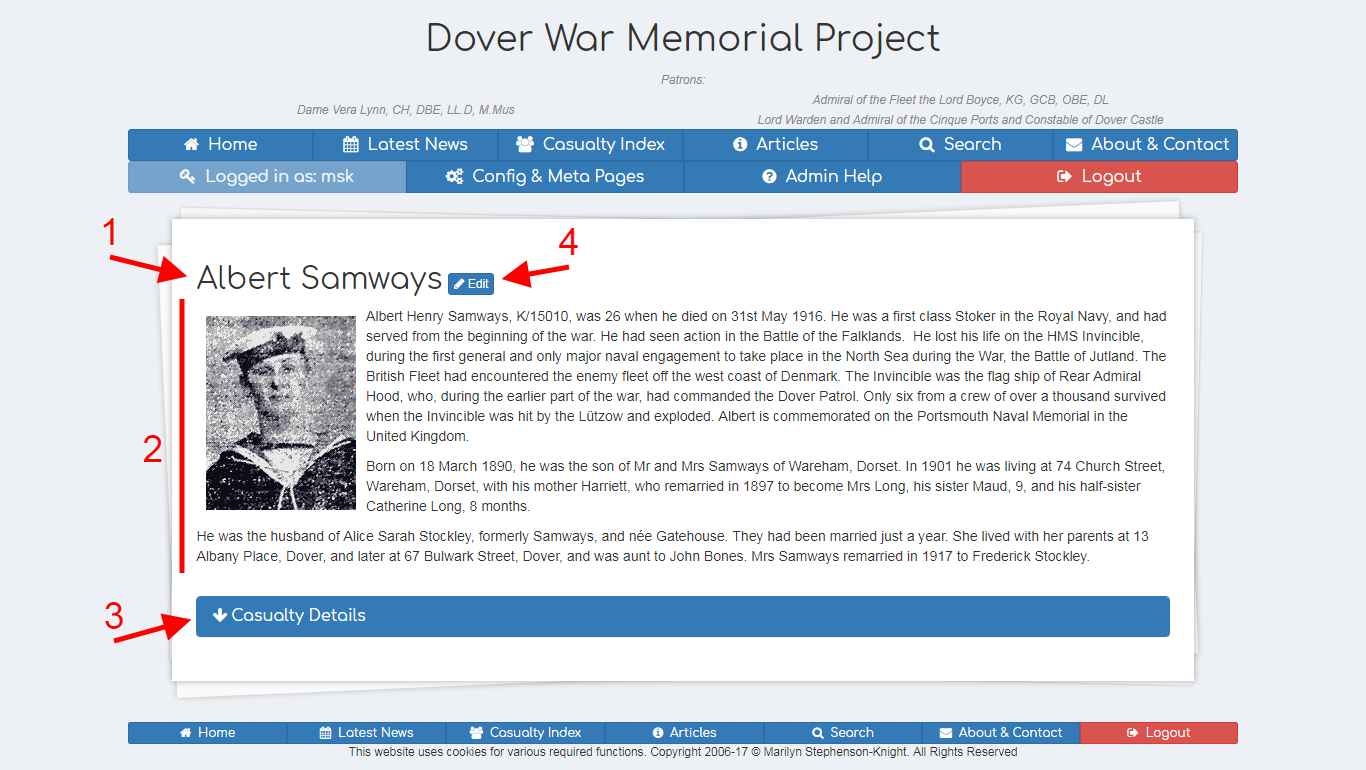 Dover War Memorial Project
Patrons:
Dame Vera Lynn, CH, DBE, LL.D, M.Mus
Admiral of the Fleet the Lord Boyce, KG, GCB, OBE, DL
Lord Warden and Admiral of the Cinque Ports and Constable of Dover Castle
Home Latest News Casualty Index Articles Search About & Contact
Logged in as: msk Config & Meta Pages Admin Help Logout
1
4
Albert Samways Edit
Albert Henry Samways, K/15010, was 26 when he died on 31st May 1916. He was a first class Stoker in the Royal Navy, and had
served from the beginning of the war. He had seen action in the Battle of the Falklands.  He lost his life on the HMS Invincible,
during the first general and only major naval engagement to take place in the North Sea during the War, the Battle of Jutland. The
British Fleet had encountered the enemy fleet off the west coast of Denmark. The Invincible was the flag ship of Rear Admiral
Hood, who, during the earlier part of the war, had commanded the Dover Patrol. Only six from a crew of over a thousand survived
when the Invincible was hit by the Lützow and exploded. Albert is commemorated on the Portsmouth Naval Memorial in the
United Kingdom.
2
Born on 18 March 1890, he was the son of Mr and Mrs Samways of Wareham, Dorset. In 1901 he was living at 74 Church Street,
Wareham, Dorset, with his mother Harriett, who remarried in 1897 to become Mrs Long, his sister Maud, 9, and his half-sister
Catherine Long, 8 months.
He was the husband of Alice Sarah Stockley, formerly Samways, and née Gatehouse. They had been married just a year. She lived with her parents at 13
Albany Place, Dover, and later at 67 Bulwark Street, Dover, and was aunt to John Bones. Mrs Samways remarried in 1917 to Frederick Stockley.
3
Casualty Details
Home Latest News Casualty Index Articles Search About & Contact Logout
This website uses cookies for various required functions. Copyright 2006-17 © Marilyn Stephenson-Knight. All Rights Reserved